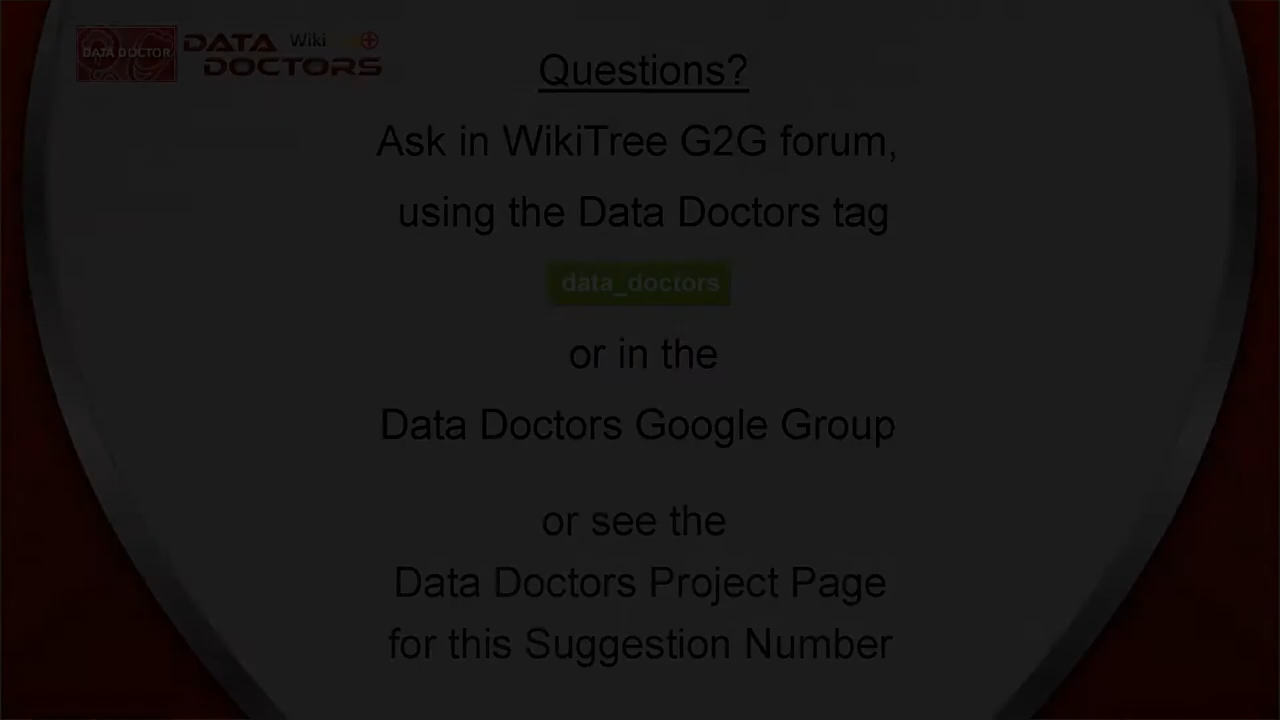 DATA DOCTOR
DATA Wiki
DOCTORS
Questions?
Ask in WikiTree G2G forum,
using the Data Doctors tag
data_doctors
or in the
Data Doctors Google Group
or see the
Data Doctors Project Page
for this Suggestion Number